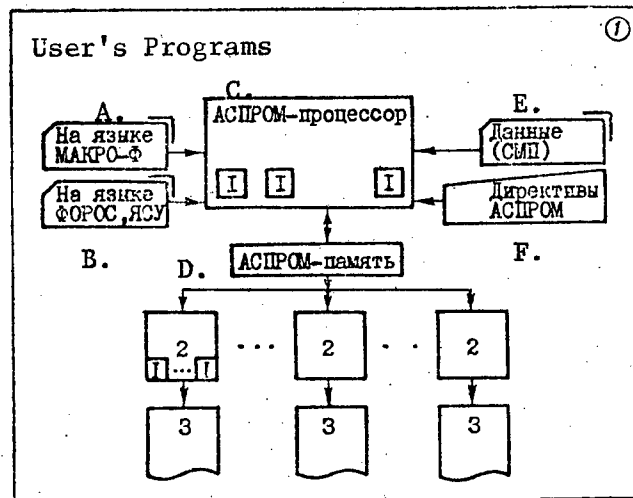 User's Programs
1
A.
C.
E.
На языке
МАКРО-Ф
АСПРОМ-процессор
Данные
(СМП)
I I I
На языке
ФОРОС,ЯСУ
Директивы
АСПРОМ
B.
D.
F.
АСПРОМ-память
2 ... 2 .. 2
I ... I
3 3 3